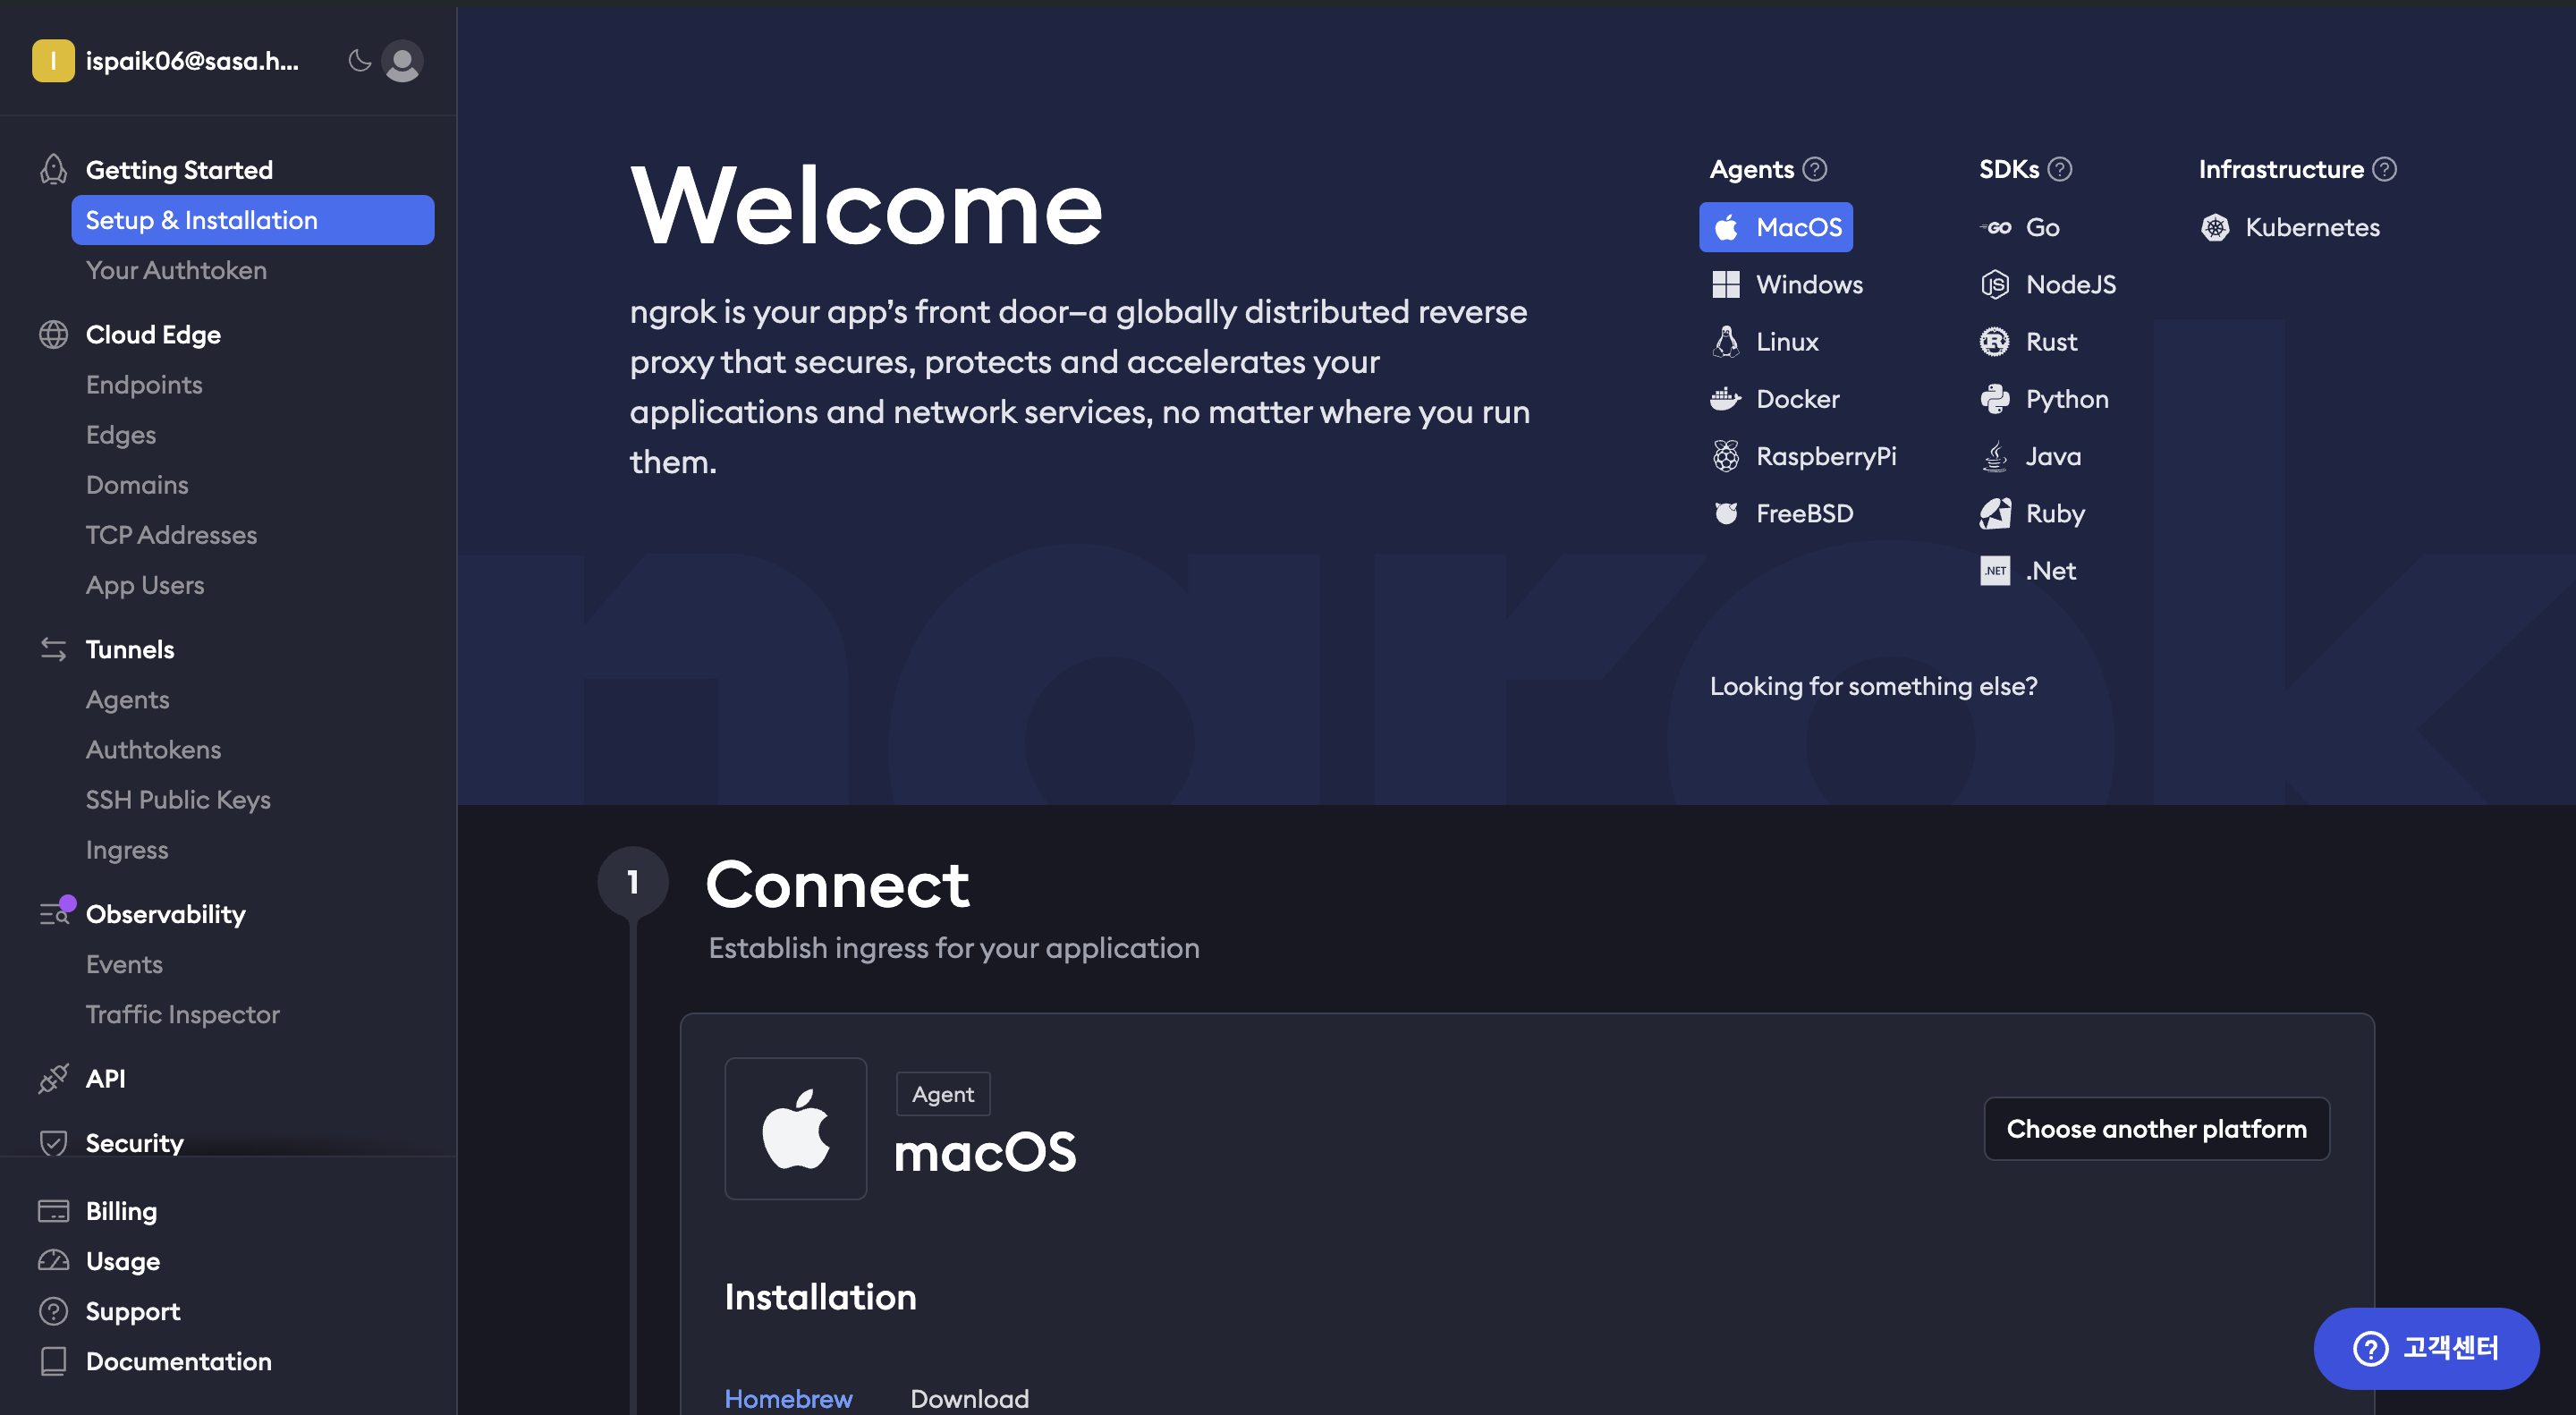 I
ispaik06@sasa.h...
Getting Started
Setup & Installation
Your Authtoken
Cloud Edge
Endpoints
Edges
Domains
TCP Addresses
App Users
Tunnels
Agents
Authtokens
SSH Public Keys
Ingress
Observability
Events
Traffic Inspector
API
Security
Billing
Usage
Support
Documentation
Welcome
ngrok is your app’s front door—a globally distributed reverse
proxy that secures, protects and accelerates your
applications and network services, no matter where you run
them.
Agents
MacOS
Windows
Linux
Docker
RaspberryPi
FreeBSD
SDKs
GO Go
JS NodeJS
R Rust
Python
Java
Ruby
.NET .Net
Infrastructure
Kubernetes
Looking for something else?
ngrok
1
Connect
Establish ingress for your application
Agent
macOS
Choose another platform
Installation
Homebrew Download
고객센터